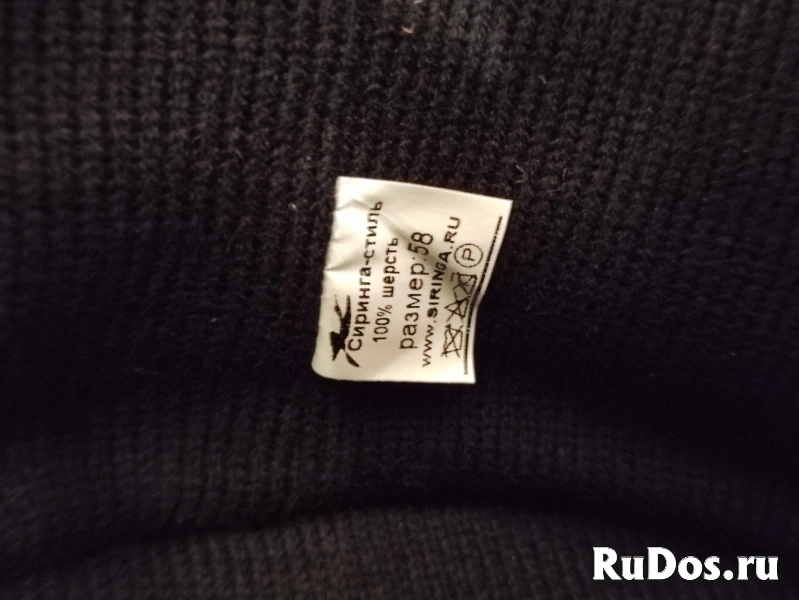 Сиринга-стиль
100% шерсть
размер:58
www.SIRINGA.RU
P
RuDos.ru